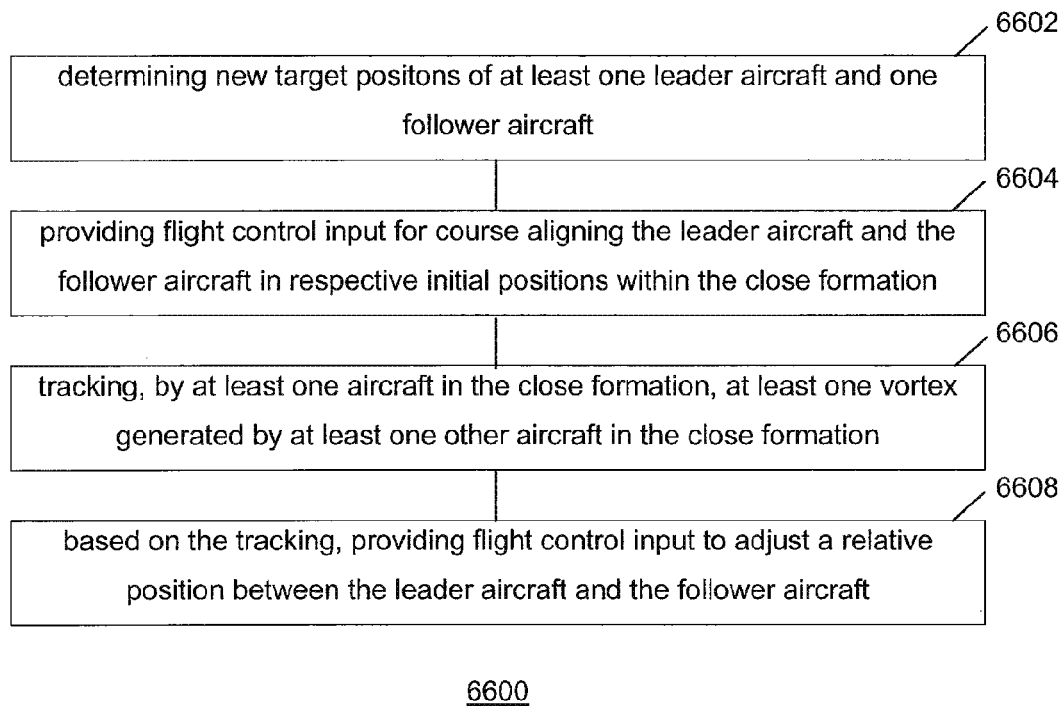 6602
determining new target positons of at least one leader aircraft and one
follower aircraft
6604
providing flight control input for course aligning the leader aircraft and the
follower aircraft in respective initial positions within the close formation
6606
tracking, by at least one aircraft in the close formation, at least one vortex
generated by at least one other aircraft in the close formation
6608
based on the tracking, providing flight control input to adjust a relative
position between the leader aircraft and the follower aircraft
6600